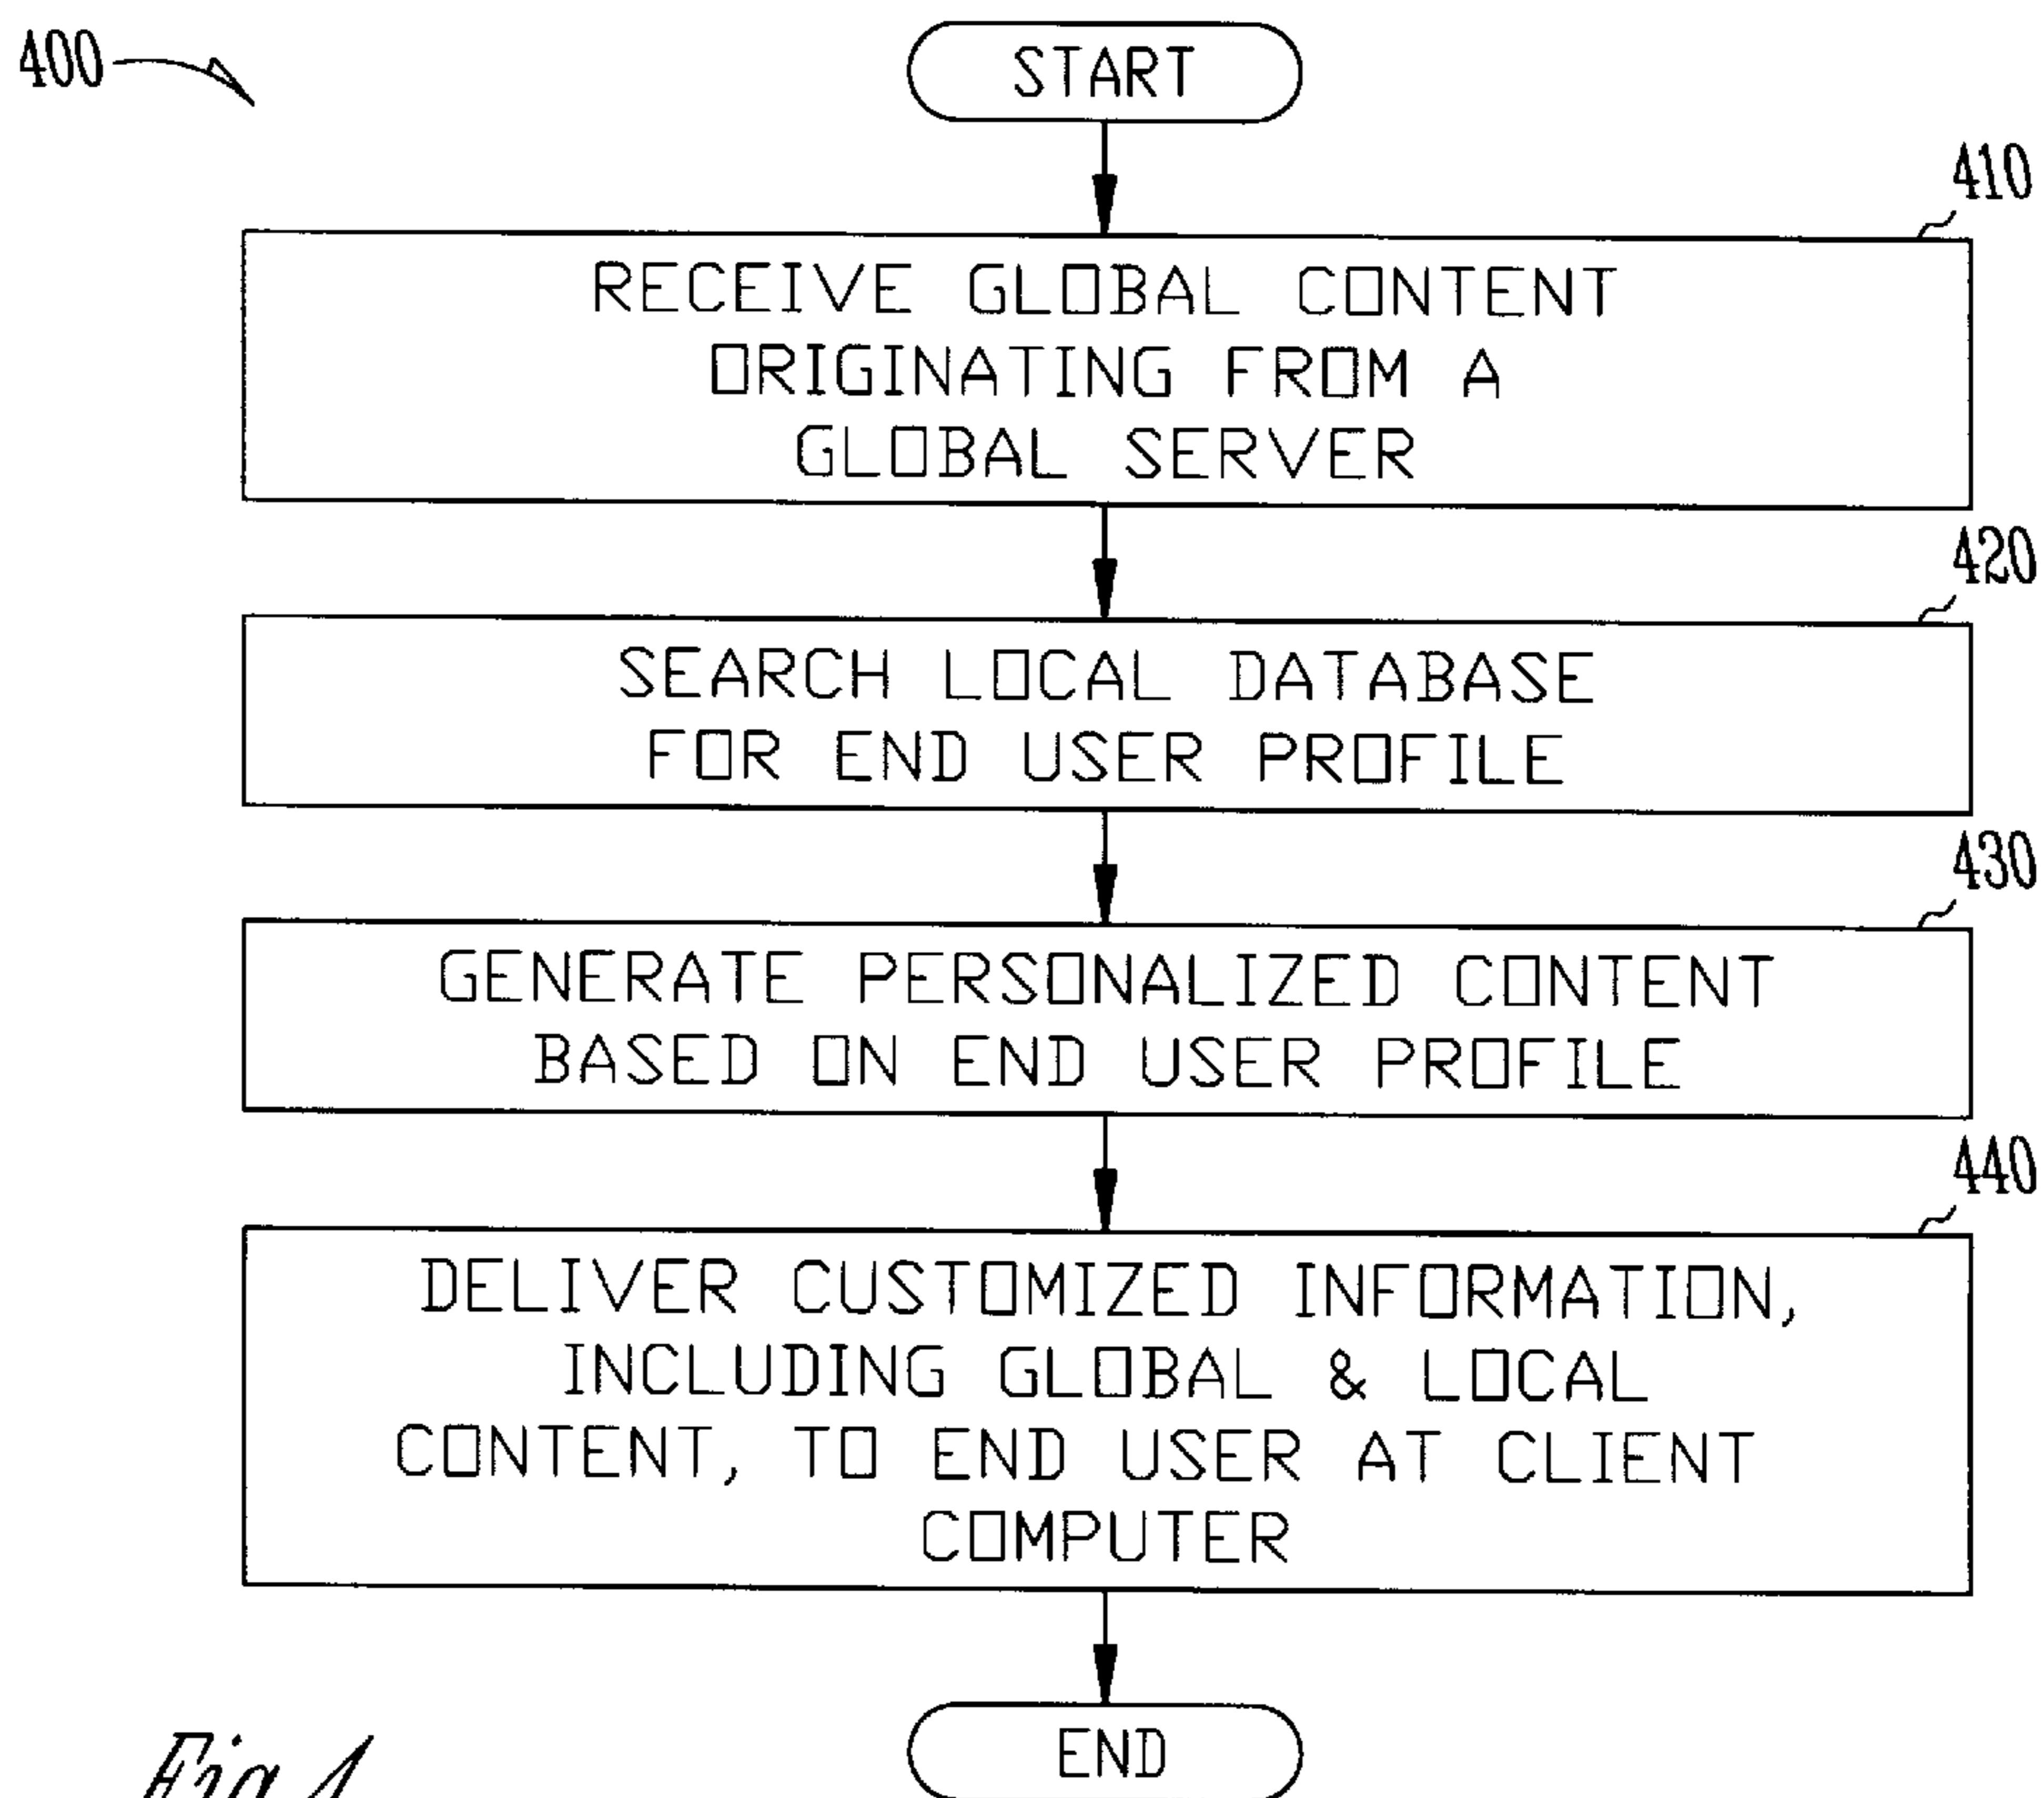 400
START
410
RECEIVE GLOBAL CONTENT
ORIGINATING FROM A
GLOBAL SERVER
420
SEARCH LOCAL DATABASE
FOR END USER PROFILE
430
GENERATE PERSONALIZED CONTENT
BASED ON END USER PROFILE
440
DELIVER CUSTOMIZED INFORMATION,
INCLUDING GLOBAL & LOCAL
CONTENT, TO END USER AT CLIENT
COMPUTER
END